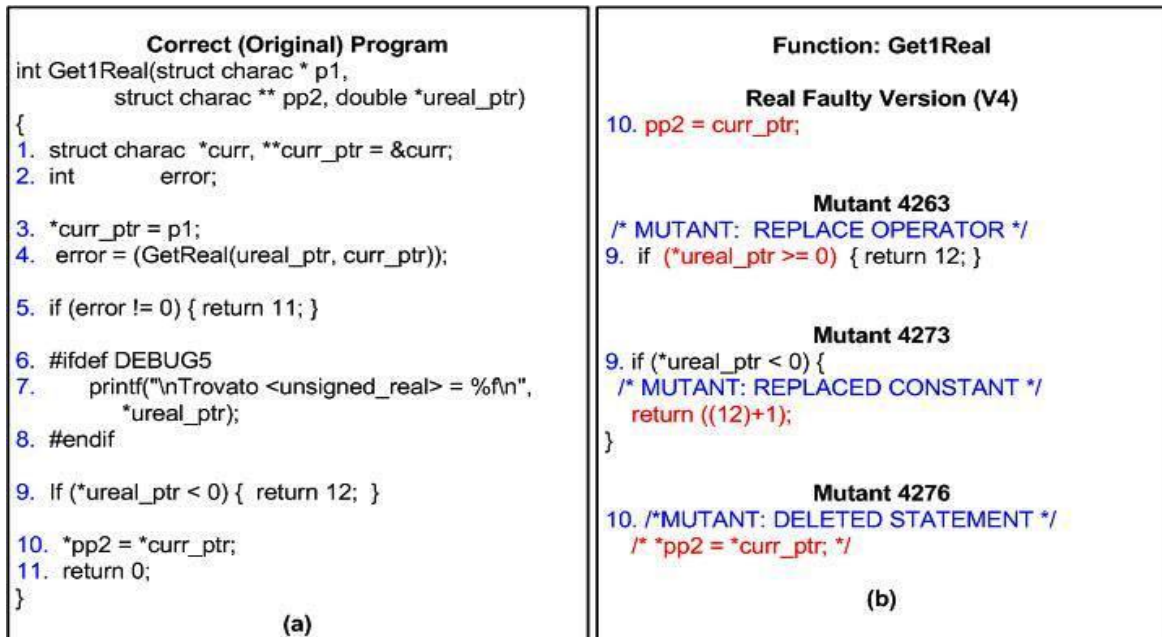 Correct (Original) Program
int Get1Real(struct charac * p1,
struct charac ** pp2, double *ureal_ptr)
{
1. struct charac *curr, **curr_ptr = &curr;
2. int error;
3. *curr_ptr = p1;
4. error = (GetReal(ureal_ptr, curr_ptr));
5. if (error != 0) { return 11; }
6. #ifdef DEBUG5
7. printf("\nTrovato <unsigned_real> = %f\n",
*ureal_ptr);
8. #endif
9. If (*ureal_ptr < 0) { return 12; }
10. *pp2 = *curr_ptr;
11. return 0;
}
(a)
Function: Get1Real
Real Faulty Version (V4)
10. pp2 = curr_ptr;
Mutant 4263
/* MUTANT: REPLACE OPERATOR */
9. if (*ureal_ptr >= 0) { return 12; }
Mutant 4273
9. if (*ureal_ptr < 0) {
/* MUTANT: REPLACED CONSTANT */
return ((12)+1);
}
Mutant 4276
10. /*MUTANT: DELETED STATEMENT */
/* *pp2 = *curr_ptr; */
(b)